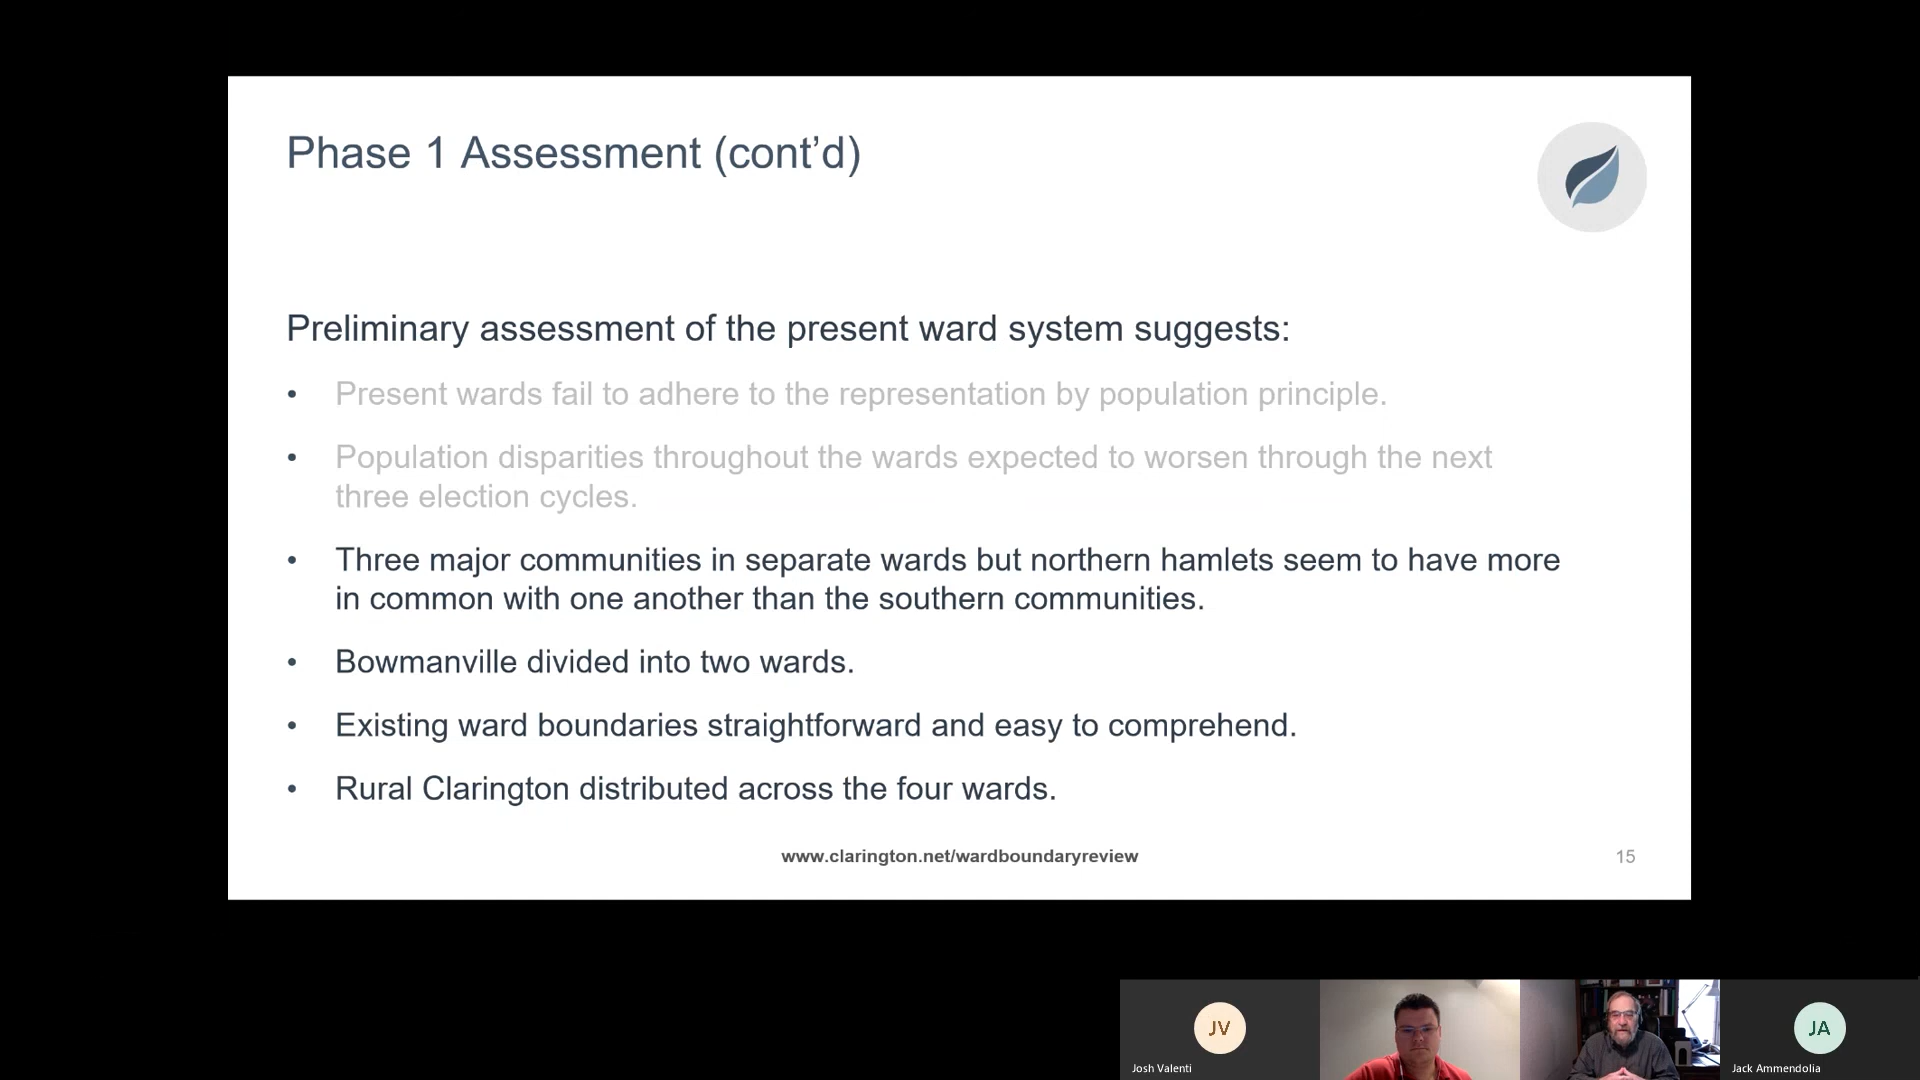 Phase 1 Assessment (cont’d)
Preliminary assessment of the present ward system suggests:
• Present wards fail to adhere to the representation by population principle.
• Population disparities throughout the wards expected to worsen through the next
three election cycles.
• Three major communities in separate wards but northern hamlets seem to have more
in common with one another than the southern communities.
• Bowmanville divided into two wards.
• Existing ward boundaries straightforward and easy to comprehend.
• Rural Clarington distributed across the four wards.
www.clarington.net/wardboundaryreview
15
JV
JA
Josh Valenti
Jack Ammendolia